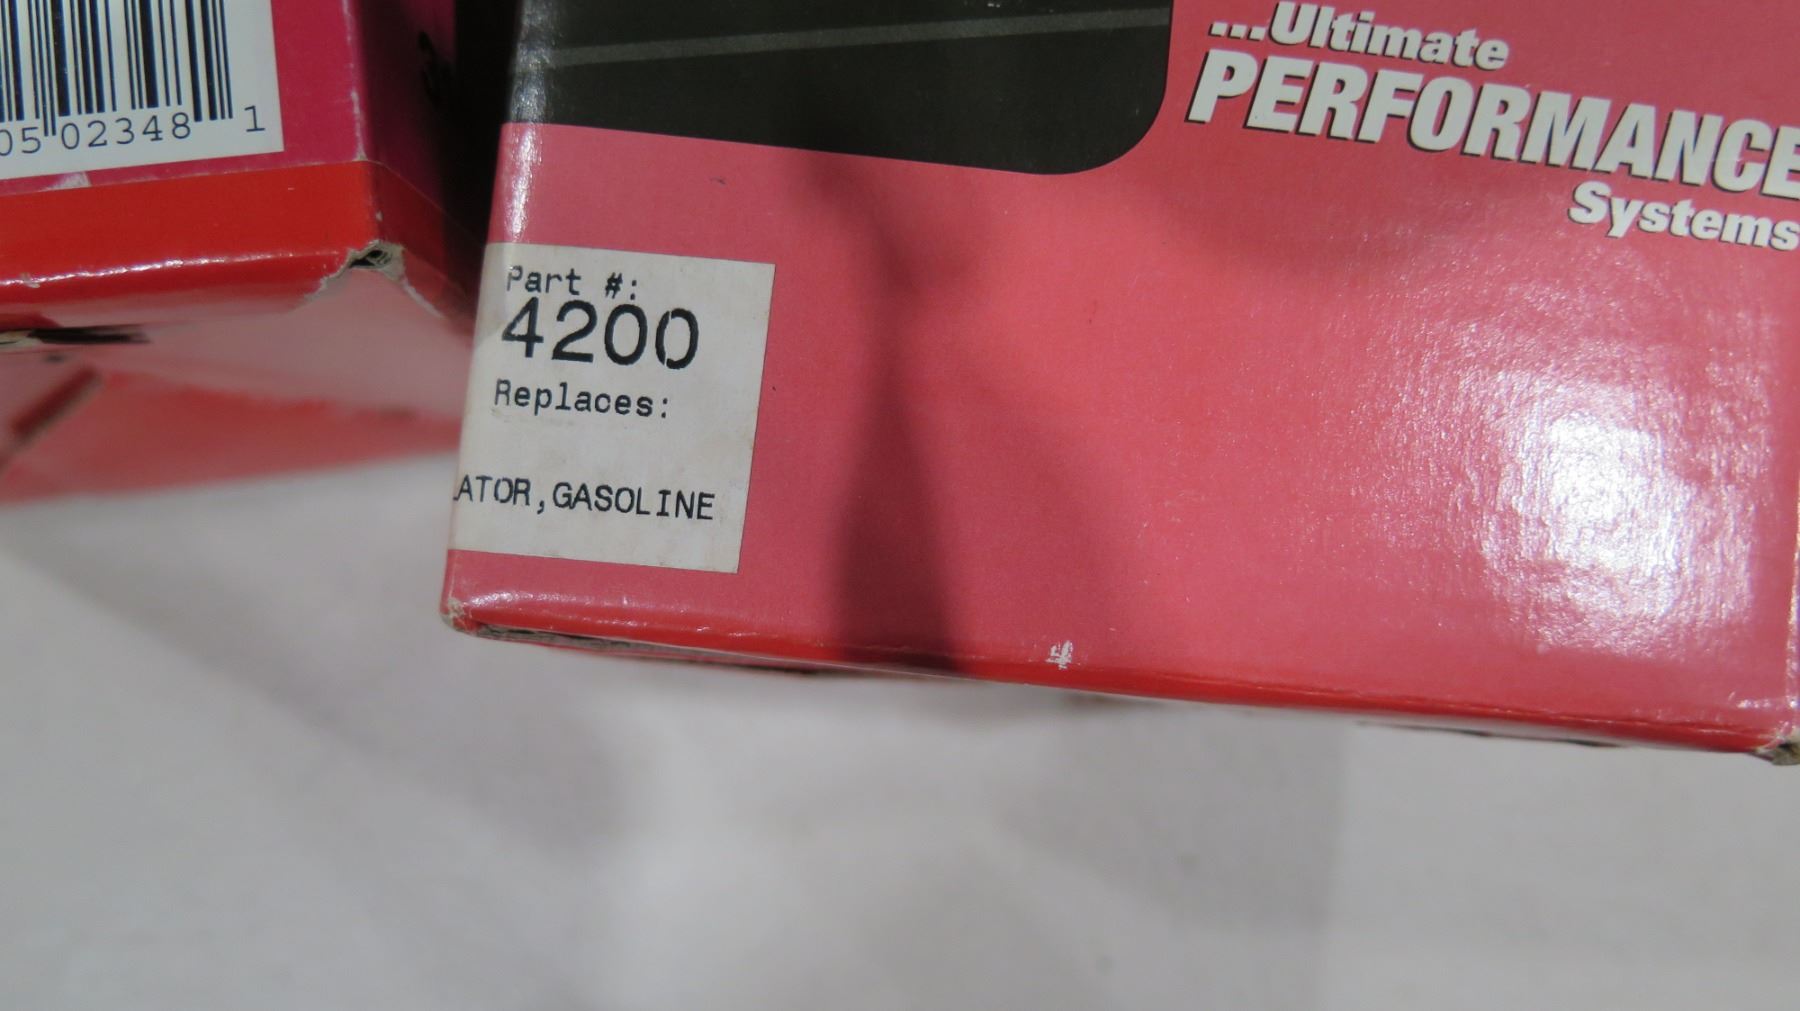 05 02348 1
...Ultimate
PERFORMANCE
Systems
Part #:
4200
Replaces:
ATOR,GASOLINE